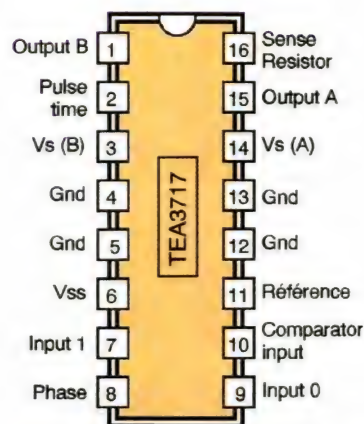 Output B 1
16 Sense
Resistor
Pulse
time 2
15 Output A
Vs (B) 3
14 Vs (A)
Gnd 4
13 Gnd
TEA3717
Gnd 5
12 Gnd
Vss 6
11 Référence
Input 1 7
10 Comparator
input
Phase 8
9 Input 0